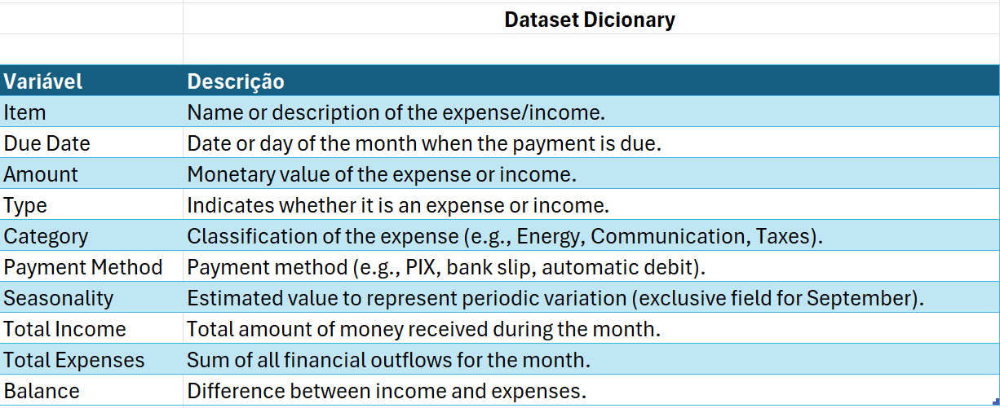 Dataset Dicionary
Variável Descrição
Item Name or description of the expense/income.
Due Date Date or day of the month when the payment is due.
Amount Monetary value of the expense or income.
Type Indicates whether it is an expense or income.
Category Classification of the expense (e.g., Energy, Communication, Taxes).
Payment Method Payment method (e.g., PIX, bank slip, automatic debit).
Seasonality Estimated value to represent periodic variation (exclusive field for September).
Total Income Total amount of money received during the month.
Total Expenses Sum of all financial outflows for the month.
Balance Difference between income and expenses.